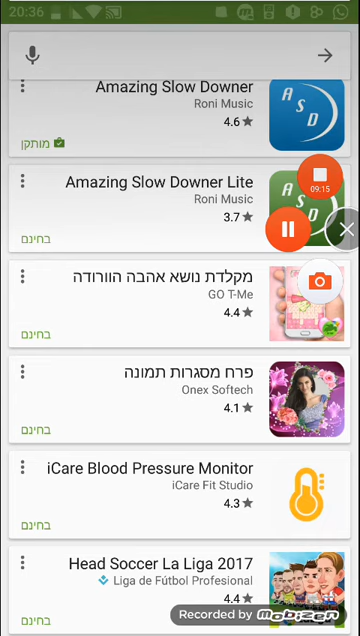 20:36
Amazing Slow Downer
Roni Music
4.6
מותקן
A S D
Amazing Slow Downer Lite
Roni Music
3.7
בחינם
A S D
09:15
מקלדת נושא אהבה הוורודה
GO T-Me
4.4
בחינם
פרח מסגרות תמונה
Onex Softech
4.1
בחינם
iCare Blood Pressure Monitor
iCare Fit Studio
4.3
בחינם
Head Soccer La Liga 2017
Liga de Fútbol Profesional
4.4
בחינם
Recorded by Mobizen